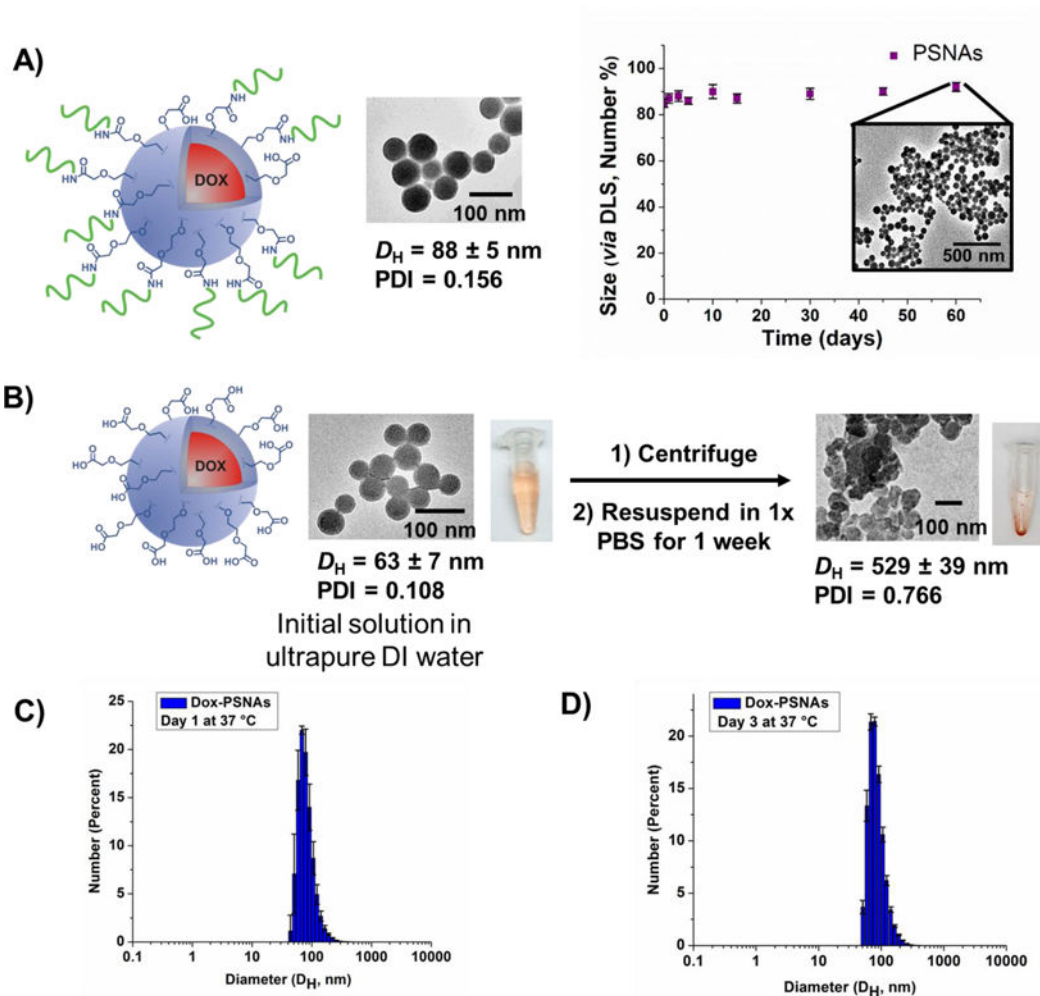 A)
OH
NH
O
HO
DOX
HN
100 nm
D_H = 88 ± 5 nm
PDI = 0.156
Size (via DLS, Number %)
100
80
60
40
20
0
0 10 20 30 40 50 60
Time (days)
PSNAs
500 nm
B)
OH
HO
O
DOX
100 nm
D_H = 63 ± 7 nm
PDI = 0.108
Initial solution in
ultrapure DI water
1) Centrifuge
2) Resuspend in 1x
PBS for 1 week
100 nm
D_H = 529 ± 39 nm
PDI = 0.766
C)
Dox-PSNAs
Day 1 at 37 °C
Number (Percent)
25
20
15
10
5
0
0.1 1 10 100 1000 10000
Diameter (D_H, nm)
D)
Dox-PSNAs
Day 3 at 37 °C
Number (Percent)
20
15
10
5
0
0.1 1 10 100 1000 10000
Diameter (D_H, nm)